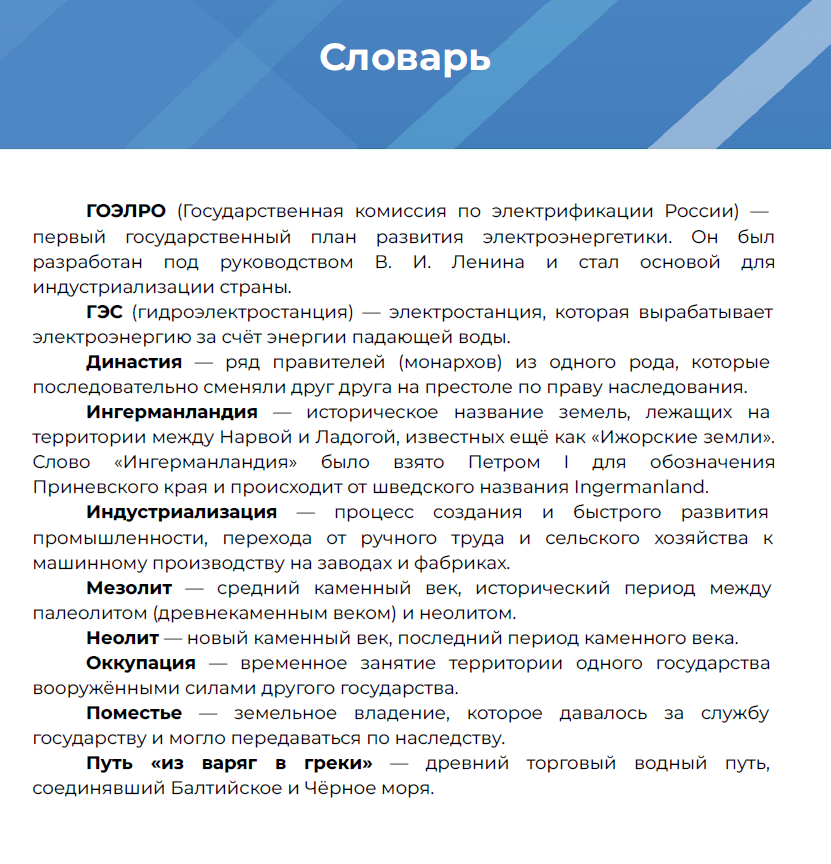 Словарь
ГОЭЛРО (Государственная комиссия по электрификации России) —
первый государственный план развития электроэнергетики. Он был
разработан под руководством В. И. Ленина и стал основой для
индустриализации страны.
ГЭС (гидроэлектростанция) — электростанция, которая вырабатывает
электроэнергию за счёт энергии падающей воды.
Династия — ряд правителей (монархов) из одного рода, которые
последовательно сменяли друг друга на престоле по праву наследования.
Ингерманландия — историческое название земель, лежащих на
территории между Нарвой и Ладогой, известных ещё как «Ижорские земли».
Слово «Ингерманландия» было взято Петром I для обозначения
Приневского края и происходит от шведского названия Ingermanland.
Индустриализация — процесс создания и быстрого развития
промышленности, перехода от ручного труда и сельского хозяйства к
машинному производству на заводах и фабриках.
Мезолит — средний каменный век, исторический период между
палеолитом (древнекаменным веком) и неолитом.
Неолит — новый каменный век, последний период каменного века.
Оккупация — временное занятие территории одного государства
вооружёнными силами другого государства.
Поместье — земельное владение, которое давалось за службу
государству и могло передаваться по наследству.
Путь «из варяг в греки» — древний торговый водный путь,
соединявший Балтийское и Чёрное моря.